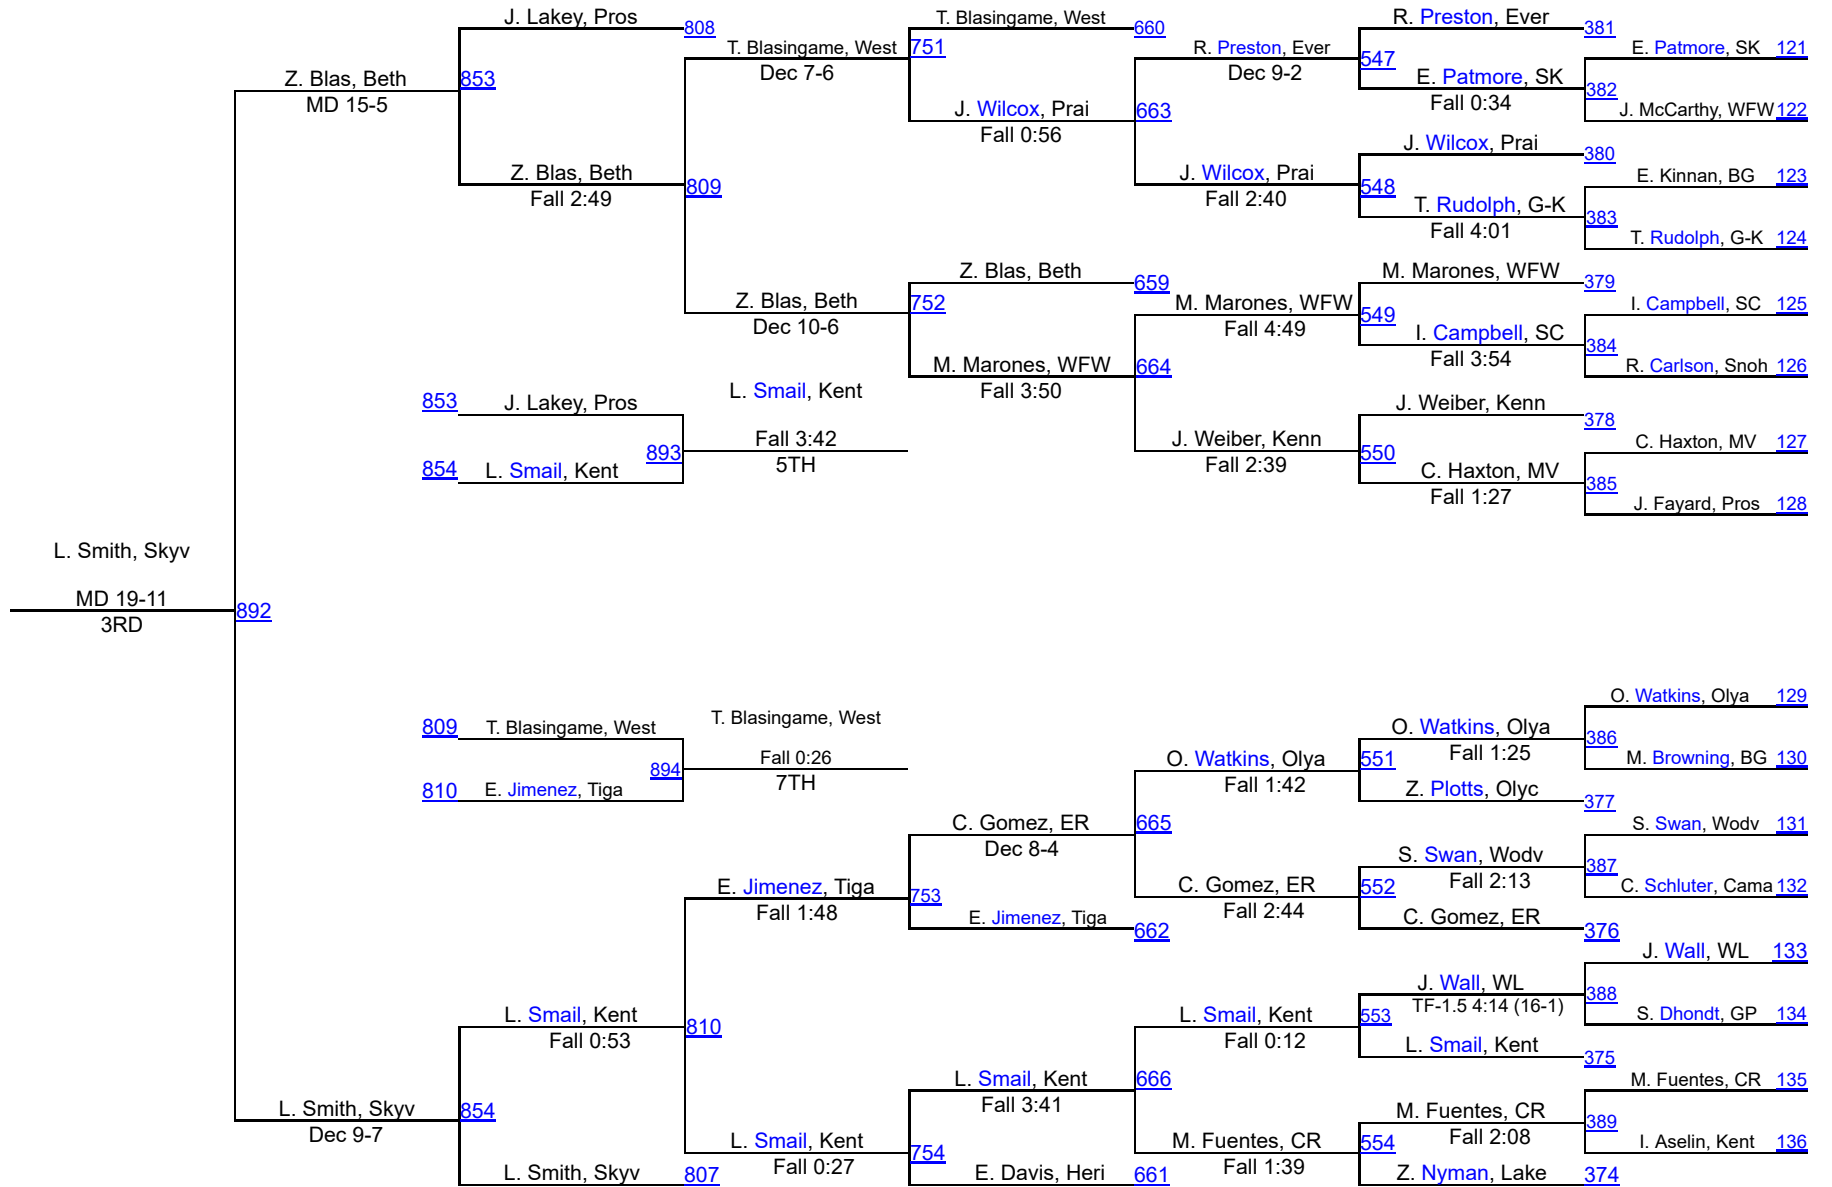 J. Lakey, Pros
808
T. Blasingame, West
660
R. Preston, Ever
381
T. Blasingame, West
751
R. Preston, Ever
547
E. Patmore, SK 121
Z. Blas, Beth
853
Dec 7-6
Dec 9-2
E. Patmore, SK
382
MD 15-5
J. Wilcox, Prai
663
Fall 0:34
J. McCarthy, WFW 122
Fall 0:56
J. Wilcox, Prai
380
Z. Blas, Beth
809
J. Wilcox, Prai
548
E. Kinnan, BG 123
Fall 2:49
Fall 2:40
T. Rudolph, G-K
383
Fall 4:01
T. Rudolph, G-K 124
Z. Blas, Beth
659
M. Marones, WFW
379
Z. Blas, Beth
752
M. Marones, WFW
549
I. Campbell, SC 125
Dec 10-6
Fall 4:49
I. Campbell, SC
384
M. Marones, WFW
664
Fall 3:54
R. Carlson, Snoh 126
L. Smail, Kent
Fall 3:50
853
J. Lakey, Pros
J. Weiber, Kenn
378
893
Fall 3:42
J. Weiber, Kenn
550
C. Haxton, MV 127
854
L. Smail, Kent
5TH
Fall 2:39
C. Haxton, MV
385
Fall 1:27
J. Fayard, Pros 128
L. Smith, Skyv
MD 19-11
892
3RD
O. Watkins, Olya 129
809
T. Blasingame, West
T. Blasingame, West
O. Watkins, Olya
386
894
Fall 0:26
O. Watkins, Olya
551
Fall 1:25
M. Browning, BG 130
810
E. Jimenez, Tiga
7TH
Fall 1:42
Z. Plotts, Olyc
377
C. Gomez, ER
665
S. Swan, Wodv 131
Dec 8-4
S. Swan, Wodv
387
E. Jimenez, Tiga
753
C. Gomez, ER
552
Fall 2:13
C. Schluter, Cama 132
Fall 1:48
E. Jimenez, Tiga
662
Fall 2:44
C. Gomez, ER
376
J. Wall, WL 133
J. Wall, WL
388
L. Smail, Kent
810
L. Smail, Kent
553
TF-1.5 4:14 (16-1)
S. Dhondt, GP 134
Fall 0:53
Fall 0:12
L. Smail, Kent
375
L. Smail, Kent
666
M. Fuentes, CR 135
L. Smith, Skyv
854
Fall 3:41
M. Fuentes, CR
389
Dec 9-7
L. Smail, Kent
754
M. Fuentes, CR
554
Fall 2:08
I. Aselin, Kent 136
L. Smith, Skyv
807
Fall 0:27
E. Davis, Heri
661
Fall 1:39
Z. Nyman, Lake
374